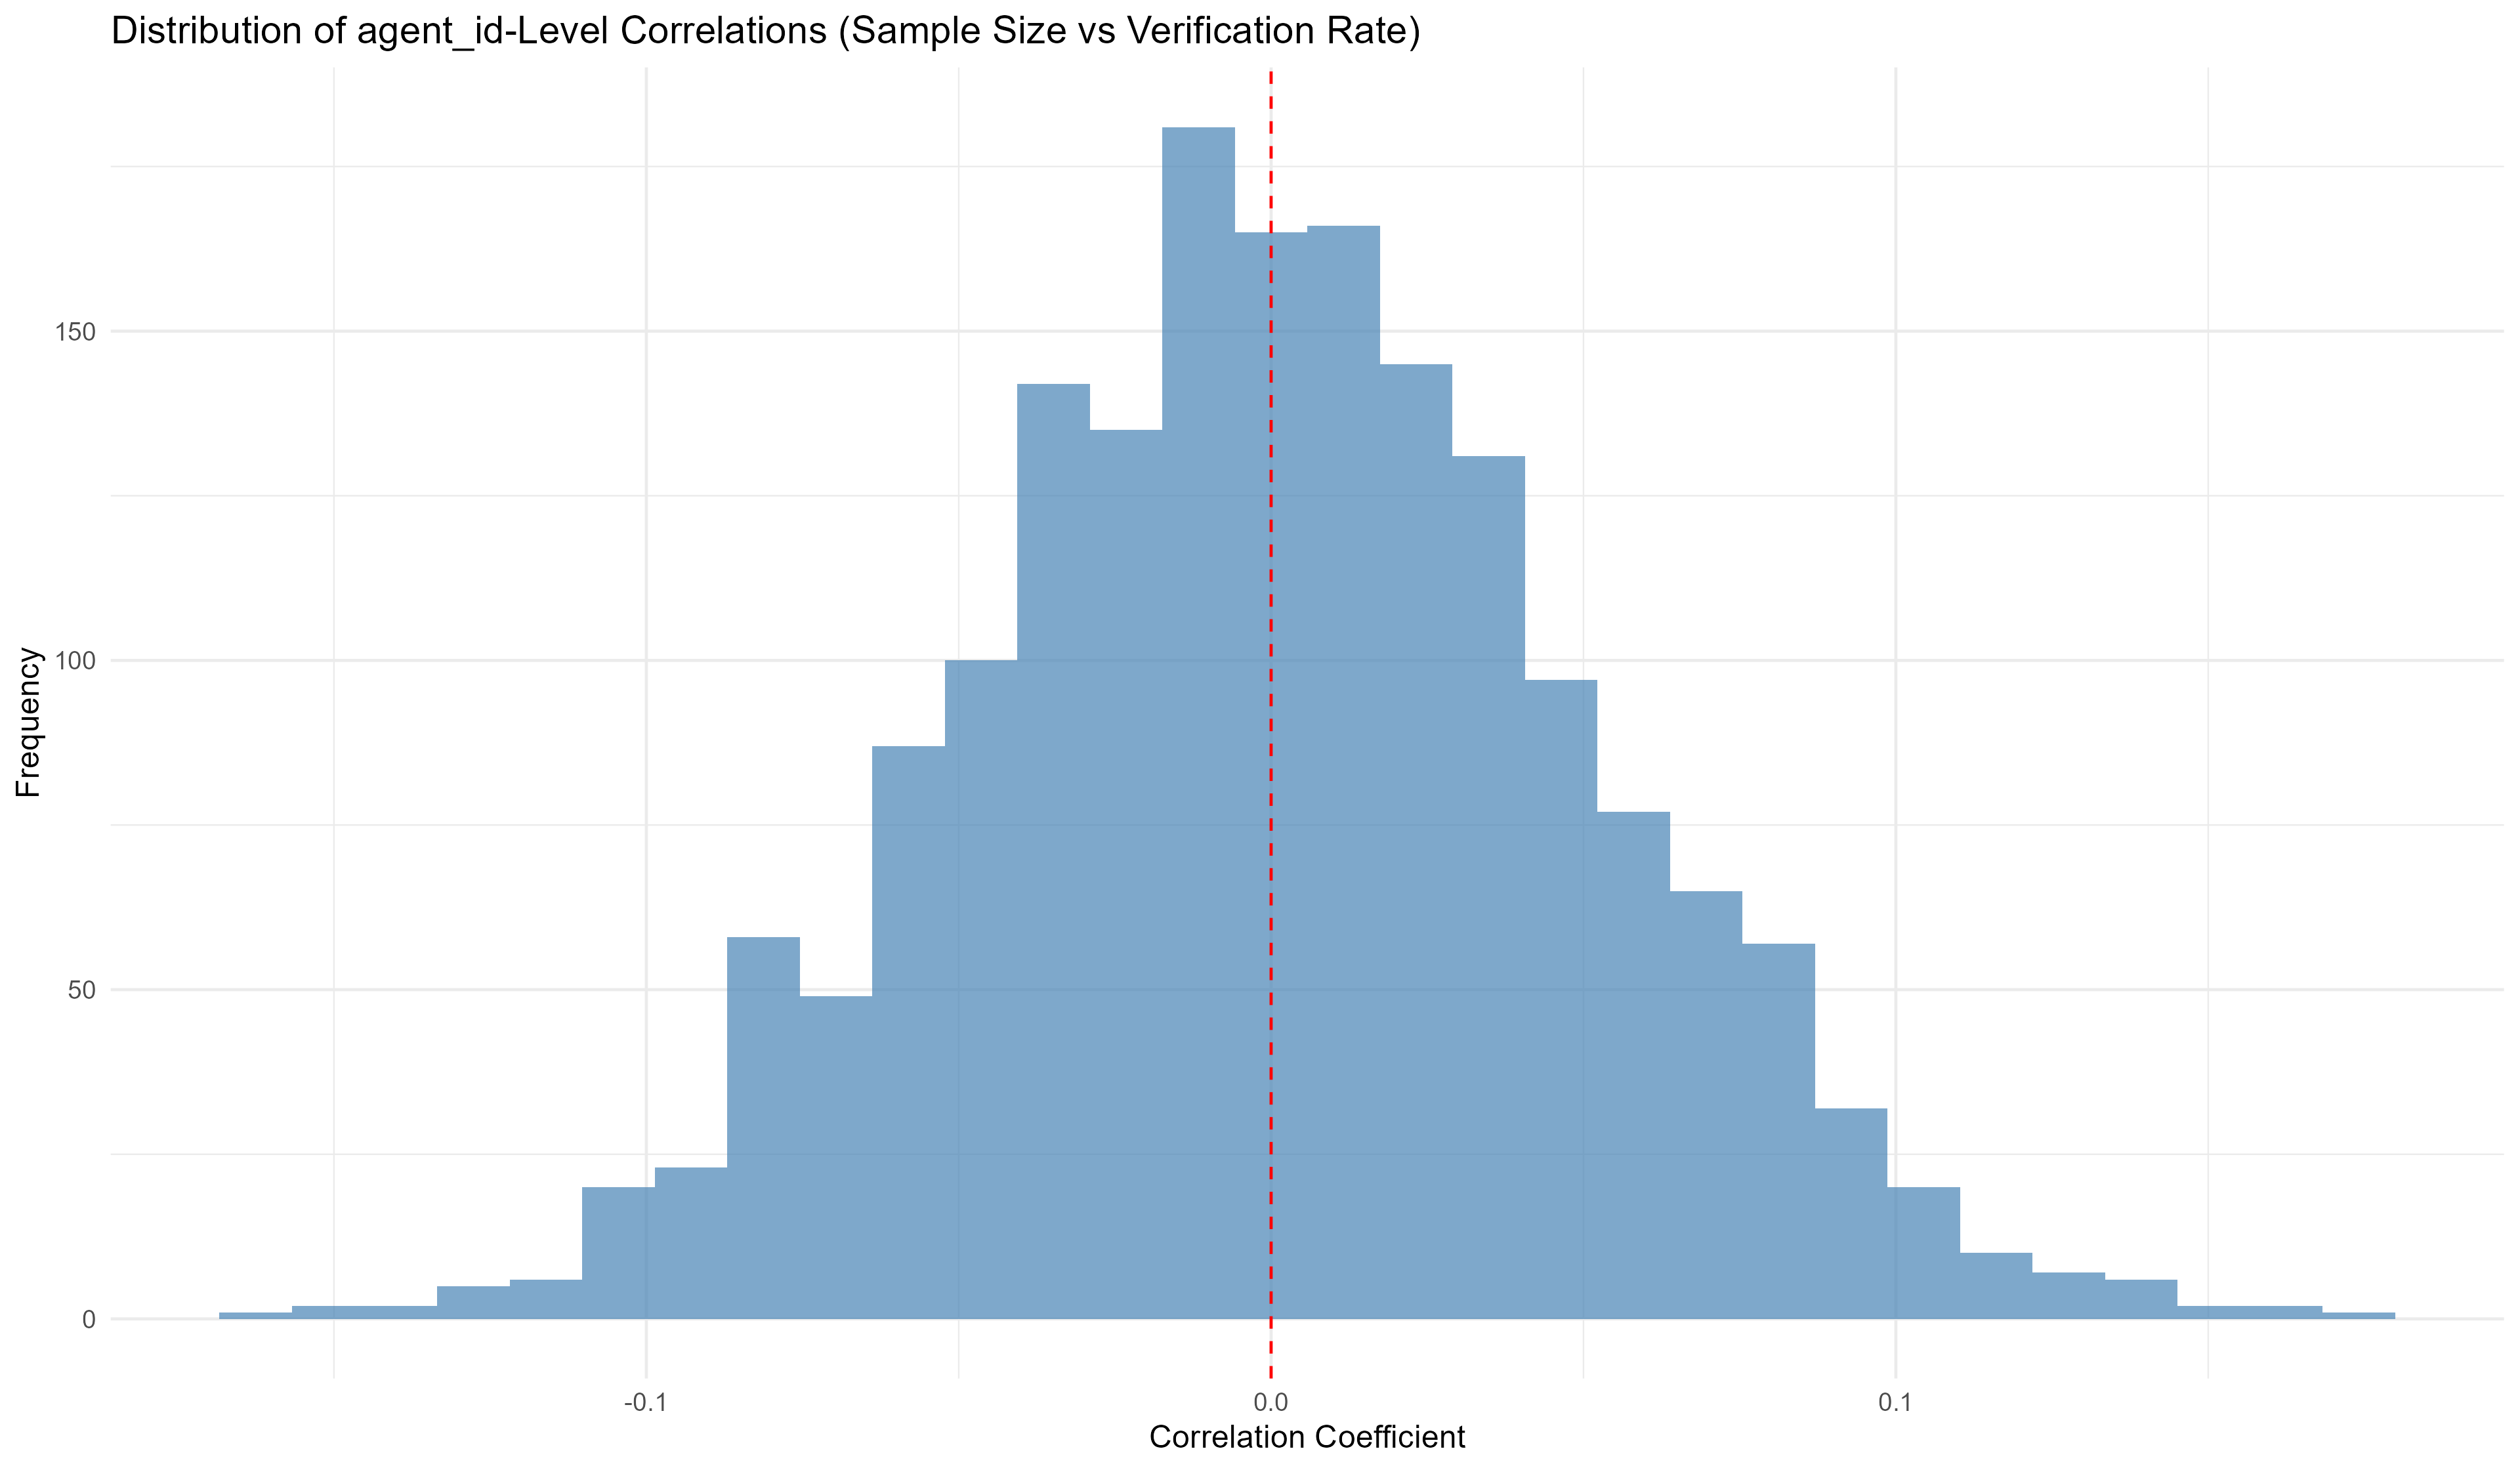 Distribution of agent_id-Level Correlations (Sample Size vs Verification Rate)
Frequency
150
100
50
0
-0.1
0.0
0.1
Correlation Coefficient